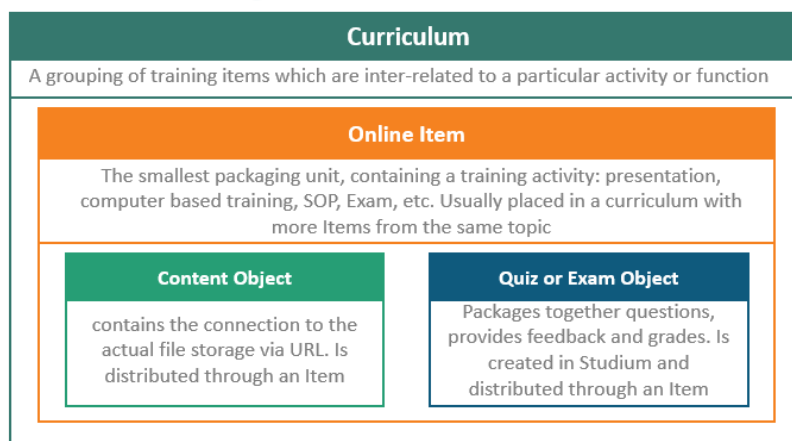 Curriculum
A grouping of training items which are inter-related to a particular activity or function
Online Item
The smallest packaging unit, containing a training activity: presentation,
computer based training, SOP, Exam, etc. Usually placed in a curriculum with
more Items from the same topic
Content Object
contains the connection to the
actual file storage via URL. Is
distributed through an Item
Quiz or Exam Object
Packages together questions,
provides feedback and grades. Is
created in Studium and
distributed through an Item